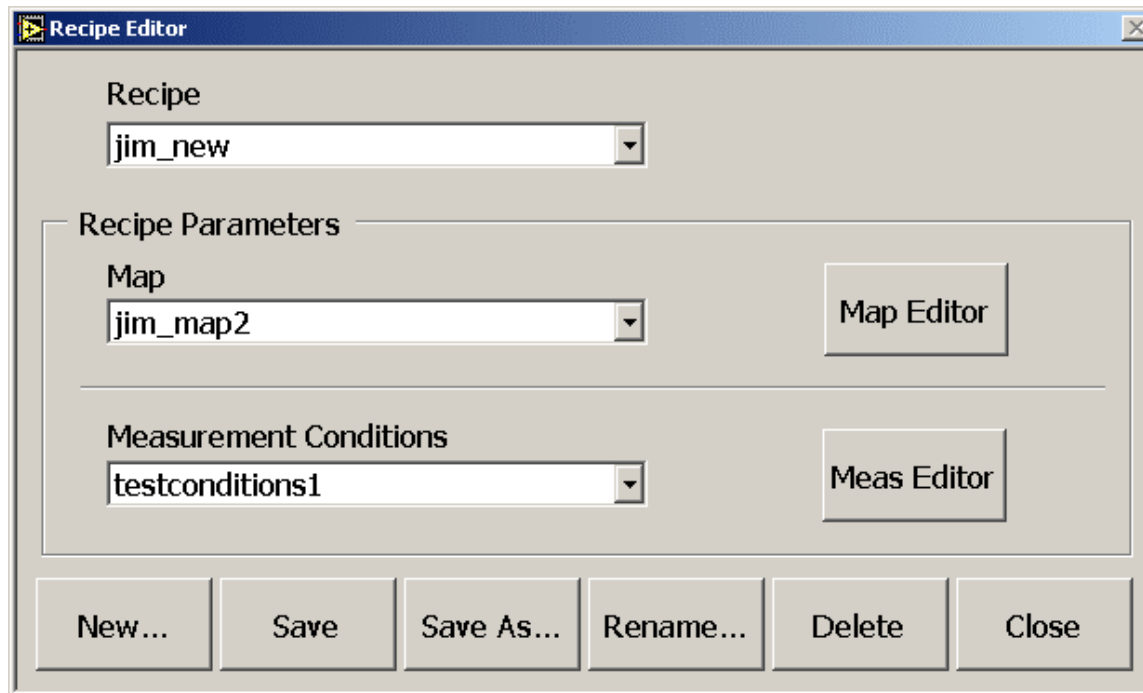 Recipe Editor
Recipe
jim_new
Recipe Parameters
Map
jim_map2
Map Editor
Measurement Conditions
testconditions1
Meas Editor
New... Save Save As... Rename... Delete Close